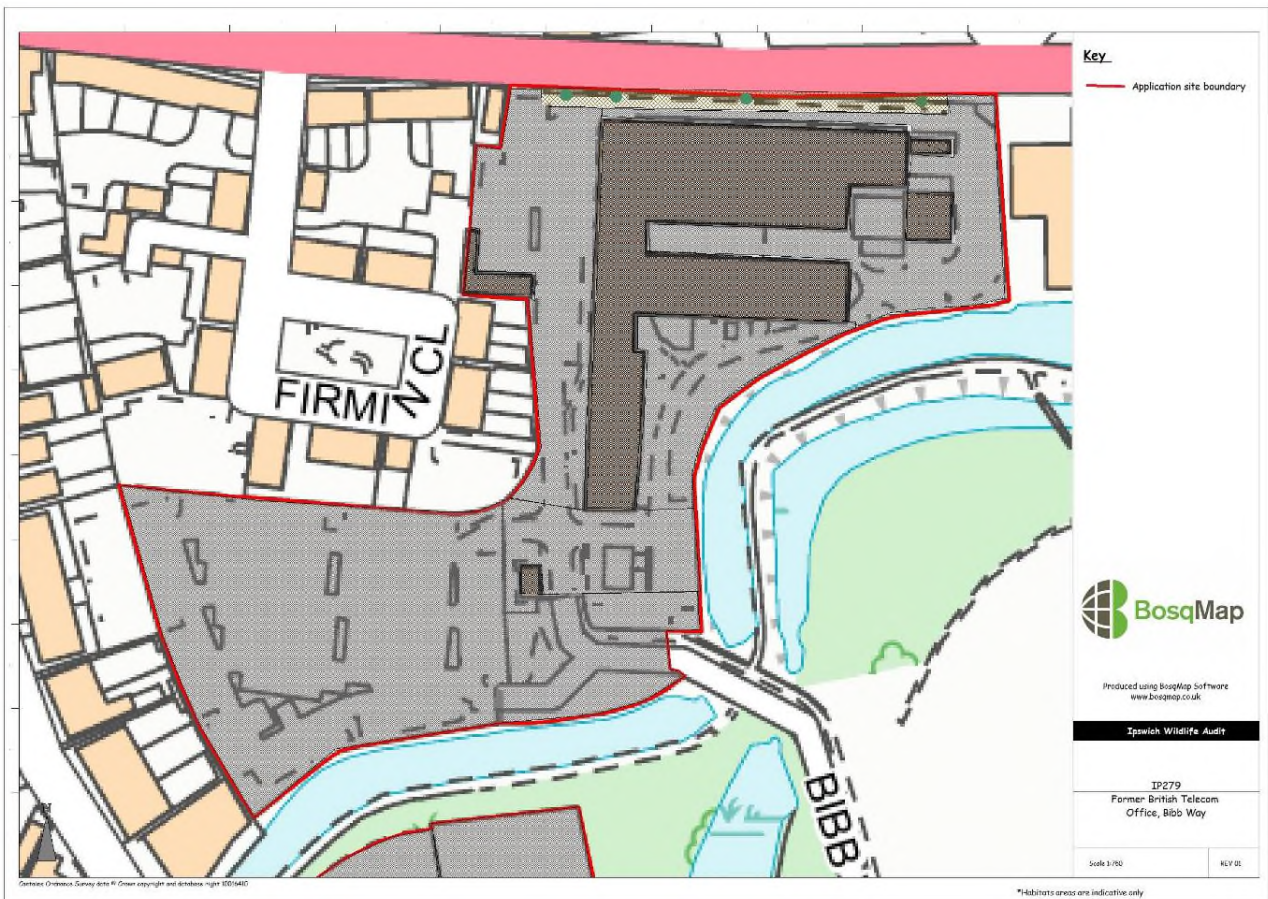 Key
Application site boundary
FIRMIN CL
BIBB
BosqMap
Produced using BosqMap Software
www.bosqmap.co.uk
Ipswich Wildlife Audit
IP279
Former British Telecom
Office, Bibb Way
Scale 1:750
REV 01
N
Contains Ordnance Survey data © Crown copyright and database right
*Habitats areas are indicative only